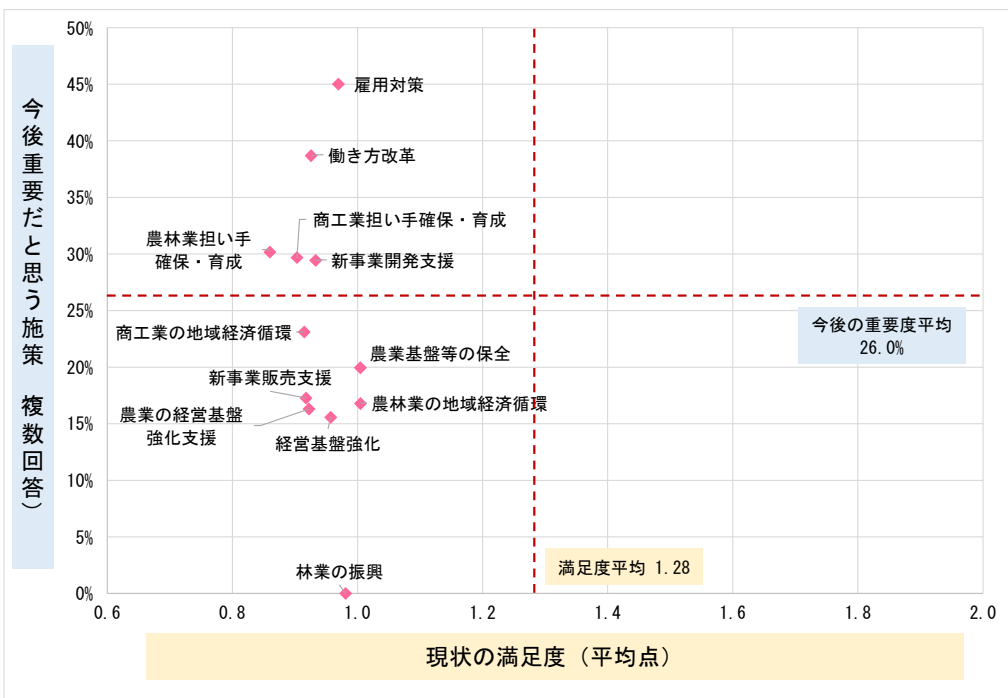 今後重要だと思う施策 複数回答）
50%
45%
40%
35%
30%
25%
20%
15%
10%
5%
0%
雇用対策
働き方改革
商工業担い手確保・育成
農林業担い手
確保・育成
新事業開発支援
商工業の地域経済循環
今後の重要度平均
26.0%
農業基盤等の保全
新事業販売支援
農林業の地域経済循環
農業の経営基盤
強化支援
経営基盤強化
林業の振興
満足度平均 1.28
0.6
0.8
1.0
1.2
1.4
1.6
1.8
2.0
現状の満足度（平均点）